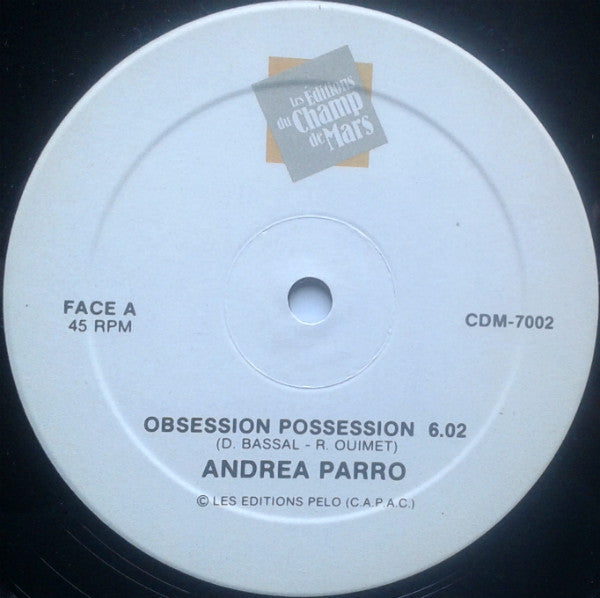 Les Éditions
du Champ
de Mars
FACE A
45 RPM
CDM-7002
OBSESSION POSSESSION 6.02
(D. BASSAL - R. OUIMET)
ANDREA PARRO
© LES EDITIONS PELO (C.A.P.A.C.)